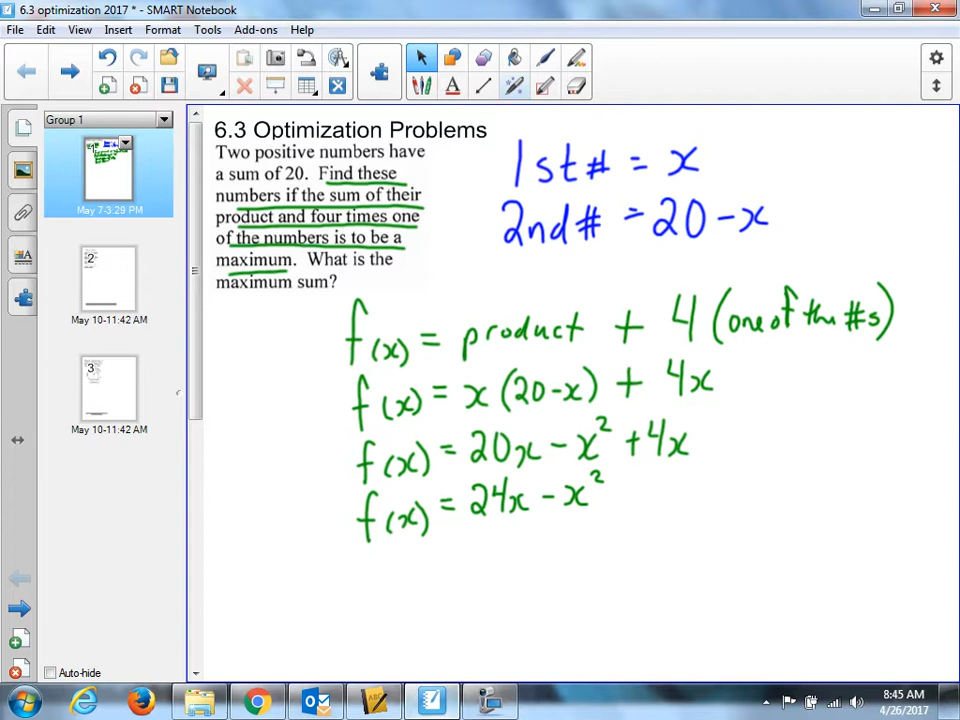 6.3 optimization 2017 * - SMART Notebook
File Edit View Insert Format Tools Add-ons Help
Group 1
May 7-3:29 PM
2
May 10-11:42 AM
3
May 10-11:42 AM
Auto-hide
6.3 Optimization Problems
Two positive numbers have
a sum of 20. Find these
numbers if the sum of their
product and four times one
of the numbers is to be a
maximum. What is the
maximum sum?
1st # = x
2nd # = 20 - x
f(x) = product + 4 (one of the #s)
f(x) = x (20-x) + 4x
f(x) = 20x - x² + 4x
f(x) = 24x - x²
8:45 AM
4/26/2017